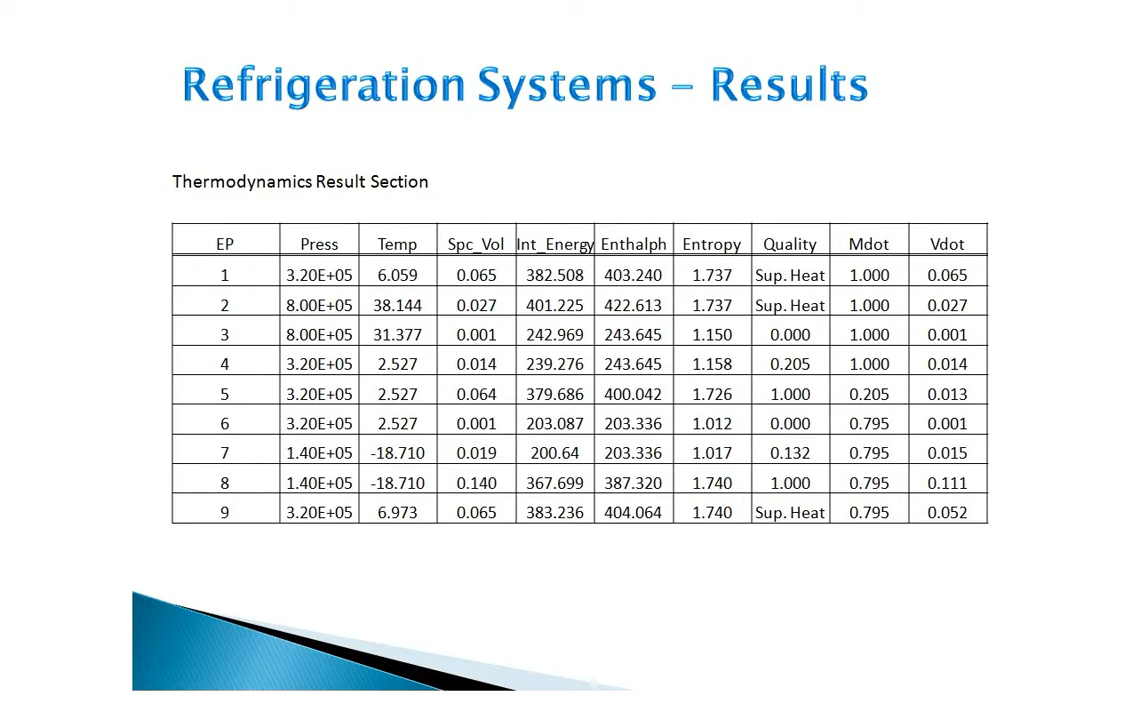 Refrigeration Systems – Results
Thermodynamics Result Section
EP Press Temp Spc_Vol Int_Energy Enthalph Entropy Quality Mdot Vdot
1 3.20E+05 6.059 0.065 382.508 403.240 1.737 Sup. Heat 1.000 0.065
2 8.00E+05 38.144 0.027 401.225 422.613 1.737 Sup. Heat 1.000 0.027
3 8.00E+05 31.377 0.001 242.969 243.645 1.150 0.000 1.000 0.001
4 3.20E+05 2.527 0.014 239.276 243.645 1.158 0.205 1.000 0.014
5 3.20E+05 2.527 0.064 379.686 400.042 1.726 1.000 0.205 0.013
6 3.20E+05 2.527 0.001 203.087 203.336 1.012 0.000 0.795 0.001
7 1.40E+05 -18.710 0.019 200.64 203.336 1.017 0.132 0.795 0.015
8 1.40E+05 -18.710 0.140 367.699 387.320 1.740 1.000 0.795 0.111
9 3.20E+05 6.973 0.065 383.236 404.064 1.740 Sup. Heat 0.795 0.052